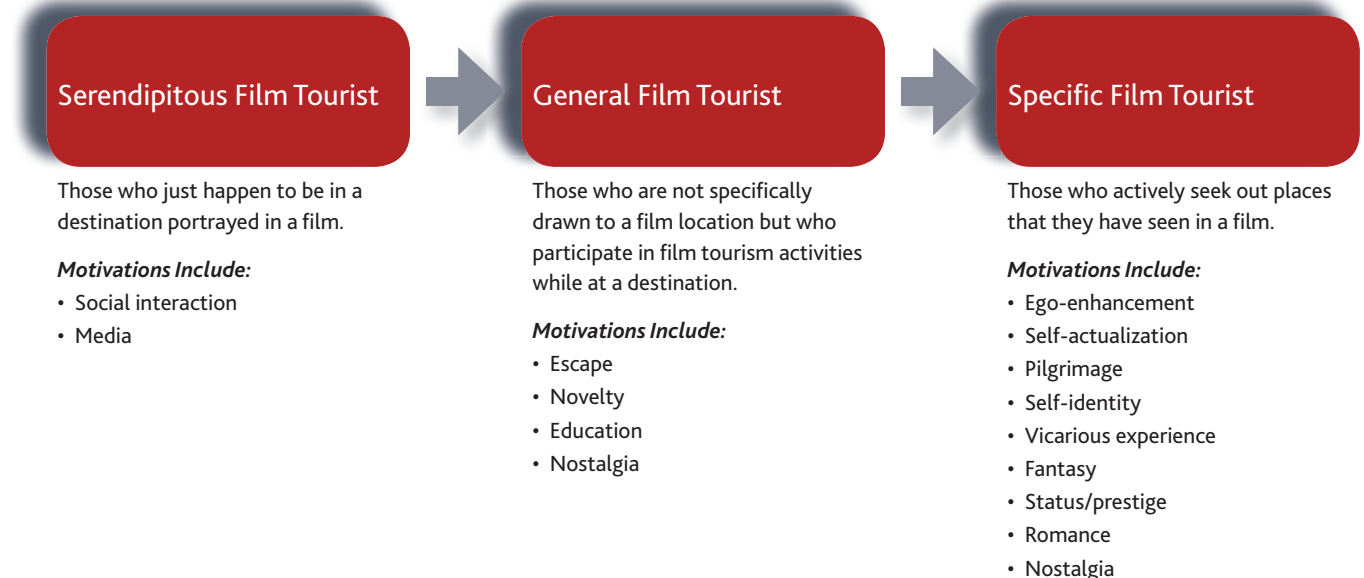 Serendipitous Film Tourist
Those who just happen to be in a
destination portrayed in a film.
Motivations Include:
• Social interaction
• Media
General Film Tourist
Those who are not specifically
drawn to a film location but who
participate in film tourism activities
while at a destination.
Motivations Include:
• Escape
• Novelty
• Education
• Nostalgia
Specific Film Tourist
Those who actively seek out places
that they have seen in a film.
Motivations Include:
• Ego-enhancement
• Self-actualization
• Pilgrimage
• Self-identity
• Vicarious experience
• Fantasy
• Status/prestige
• Romance
• Nostalgia